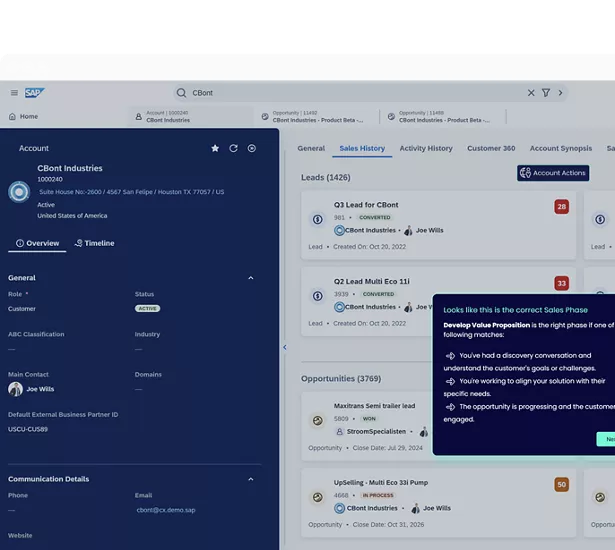 SAP
CBont
Home
Account | 1000240
CBont Industries
Opportunity | 11492
CBont Industries - Product Beta -...
Opportunity | 11488
CBont Industries - Product Beta -...
Account
CBont Industries
1000240
Suite House No:-2600 / 4567 San Felipe / Houston TX 77057 / US
Active
United States of America
Overview
Timeline
General
Role *
Status
Customer
ACTIVE
ABC Classification
Industry
—
—
Main Contact
Domains
Joe Wills
—
Default External Business Partner ID
USCU-CUS89
Communication Details
Phone
Email
—
cbont@cx.demo.sap
Website
General
Sales History
Activity History
Customer 360
Account Synopsis
Sa
Leads (1426)
Account Actions
Q3 Lead for CBont
28
981 • CONVERTED
CBont Industries • Joe Wills
Lead • Created On: Oct 20, 2022
Q2 Lead Multi Eco 11i
33
3939 • CONVERTED
CBont Industries • Joe Wills
Lead • Created On: Oct 20, 2022
Looks like this is the correct Sales Phase
Develop Value Proposition is the right phase if one of
following matches:
You've had a discovery conversation and
understand the customer's goals or challenges.
You're working to align your solution with their
specific needs.
The opportunity is progressing and the customer
engaged.
Ne
Opportunities (3769)
Maxitrans Semi trailer lead
5809 • WON
StroomSpecialisten •
Opportunity • Close Date: Jul 29, 2024
UpSelling - Multi Eco 33i Pump
50
4668 • IN PROCESS
CBont Industries • Joe Wills
Opportunity • Close Date: Oct 31, 2026